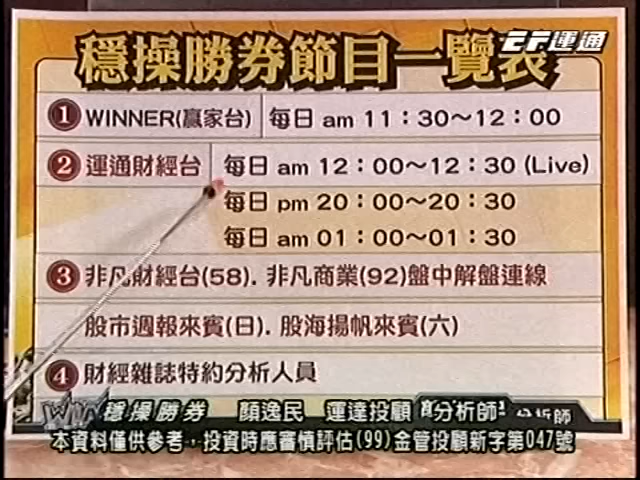 穩操勝券節目一覽表
EF運通
1 WINNER(贏家台) 每日 am 11：30～12：00
2 運通財經台 每日 am 12：00～12：30 (Live)
每日 pm 20：00～20：30
每日 am 01：00～01：30
3 非凡財經台(58). 非凡商業(92)盤中解盤連線
股市週報來賓(日). 股海揚帆來賓(六)
4 財經雜誌特約分析人員
穩操勝券 顏逸民 運達投顧 分析師 分析師
本資料僅供參考，投資時應審慎評估(99)金管投顧新字第047號